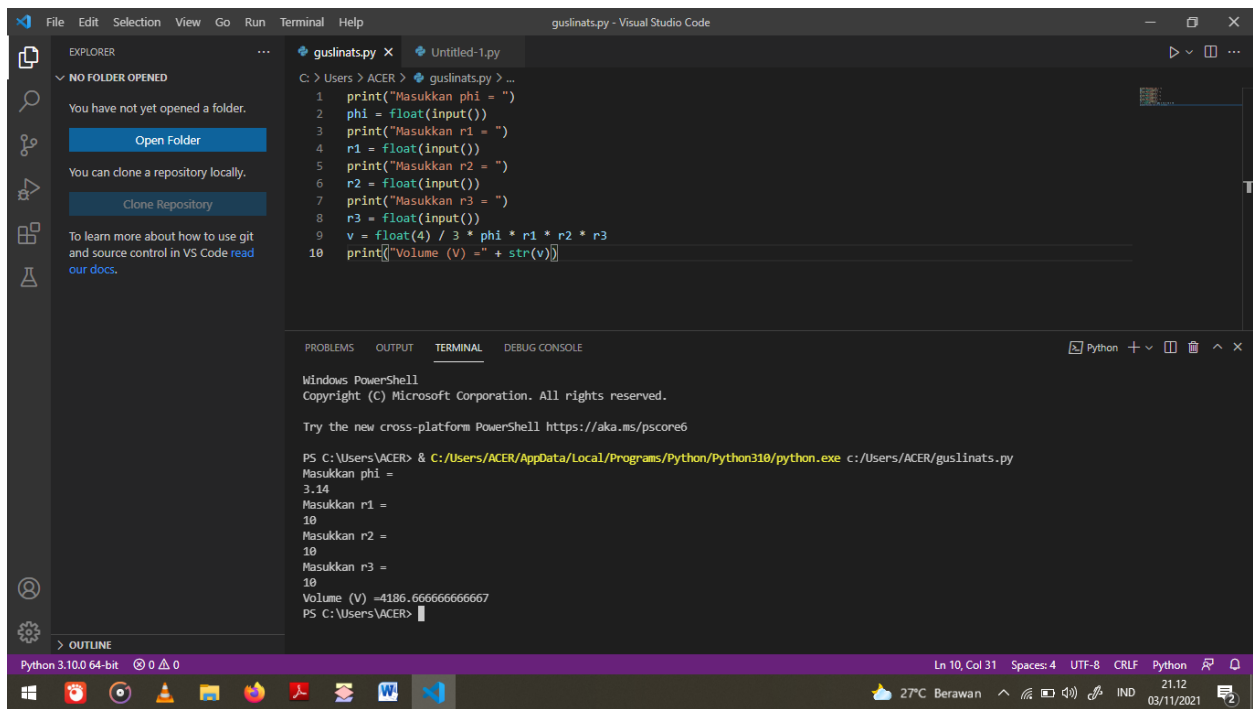 File Edit Selection View Go Run Terminal Help
guslinats.py - Visual Studio Code
EXPLORER
NO FOLDER OPENED
You have not yet opened a folder.
Open Folder
You can clone a repository locally.
Clone Repository
To learn more about how to use git
and source control in VS Code read
our docs.
OUTLINE
guslinats.py
Untitled-1.py
C: > Users > ACER > guslinats.py > ...
1 print("Masukkan phi = ")
2 phi = float(input())
3 print("Masukkan r1 = ")
4 r1 = float(input())
5 print("Masukkan r2 = ")
6 r2 = float(input())
7 print("Masukkan r3 = ")
8 r3 = float(input())
9 v = float(4) / 3 * phi * r1 * r2 * r3
10 print("Volume (V) =" + str(v))
PROBLEMS OUTPUT TERMINAL DEBUG CONSOLE
Python
Windows PowerShell
Copyright (C) Microsoft Corporation. All rights reserved.
Try the new cross-platform PowerShell https://aka.ms/pscore6
PS C:\Users\ACER> & C:/Users/ACER/AppData/Local/Programs/Python/Python310/python.exe c:/Users/ACER/guslinats.py
Masukkan phi =
3.14
Masukkan r1 =
10
Masukkan r2 =
10
Masukkan r3 =
10
Volume (V) =4186.666666666667
PS C:\Users\ACER>
Python 3.10.0 64-bit 0 0
Ln 10, Col 31 Spaces: 4 UTF-8 CRLF Python
27°C Berawan
IND
21.12
03/11/2021
2